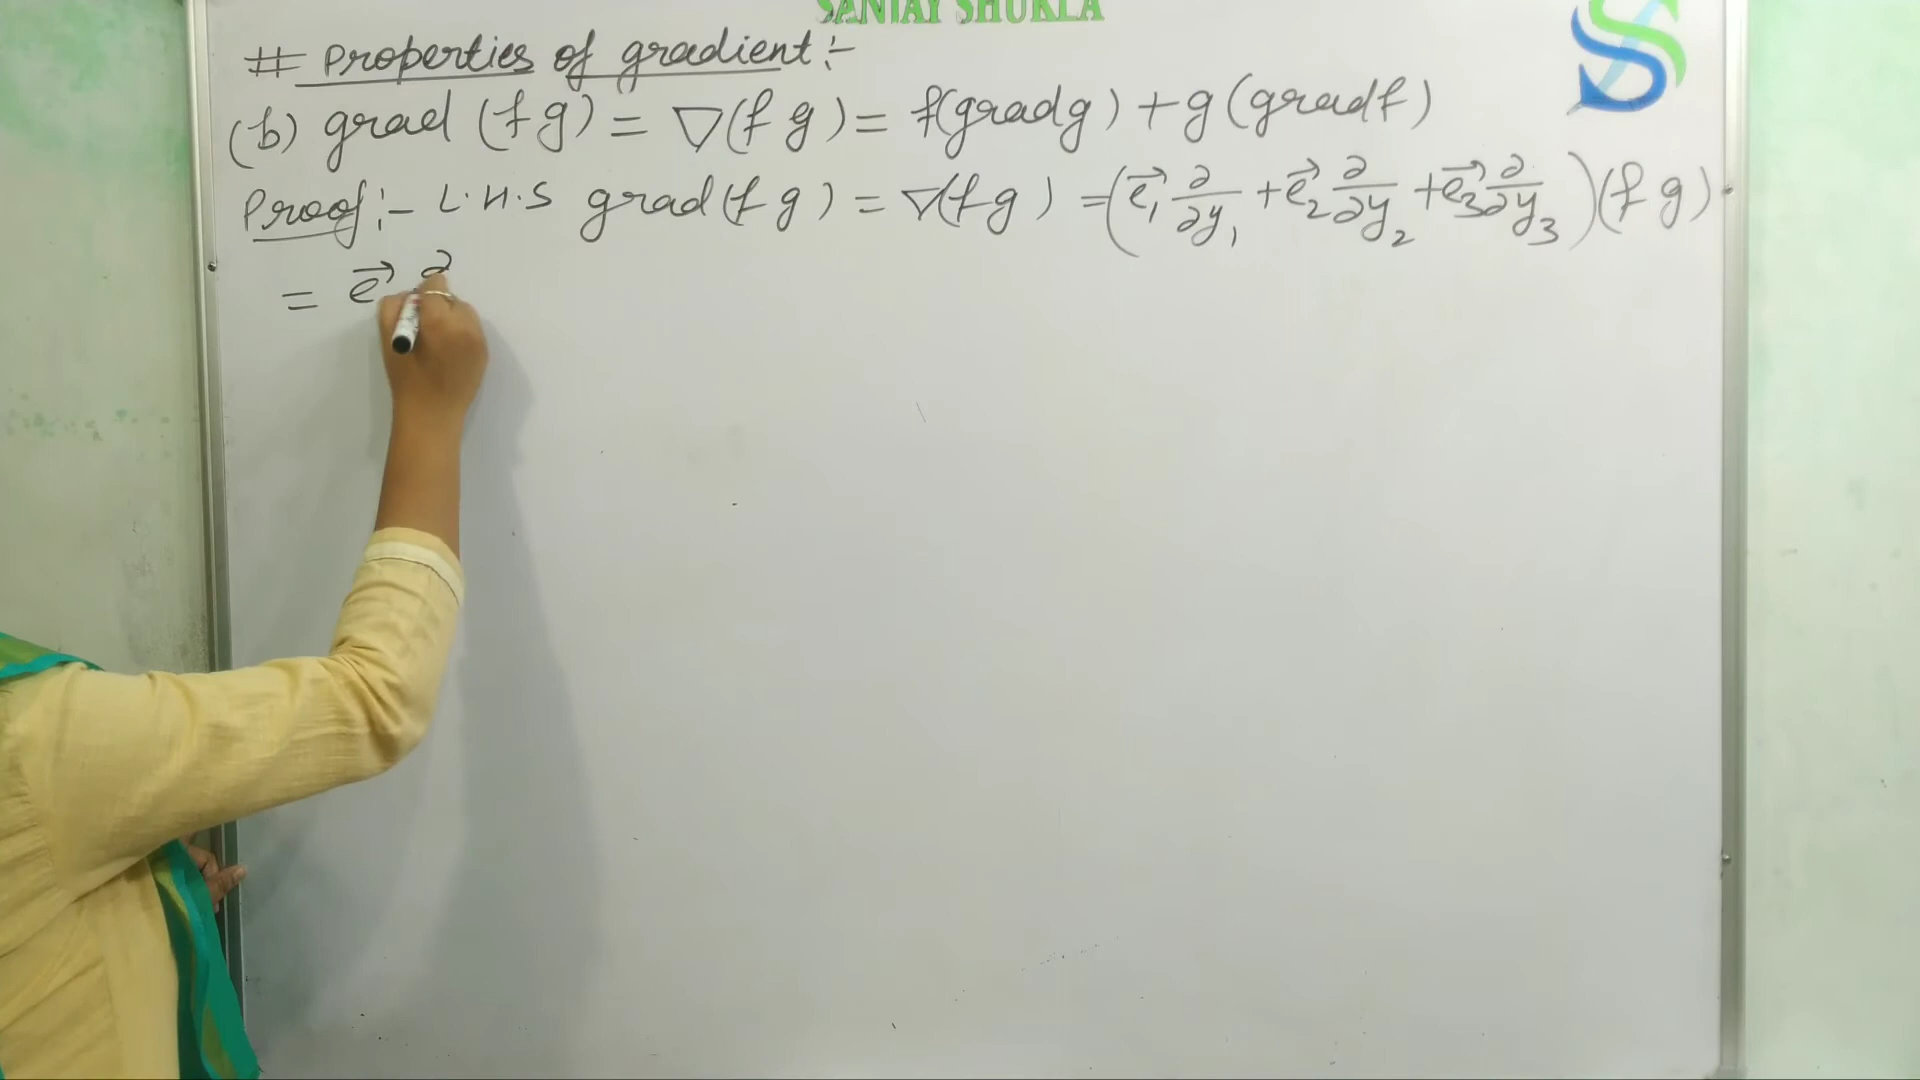 SANJAY SHUKLA
# Properties of gradient :-
(b) grad (f g) = ∇(f g) = f(grad g) + g (grad f)
Proof :- L.H.S grad (f g) = ∇(f g) = (e⃗₁ ∂/∂y₁ + e⃗₂ ∂/∂y₂ + e⃗₃ ∂/∂y₃)(f g).
= e⃗ ∂